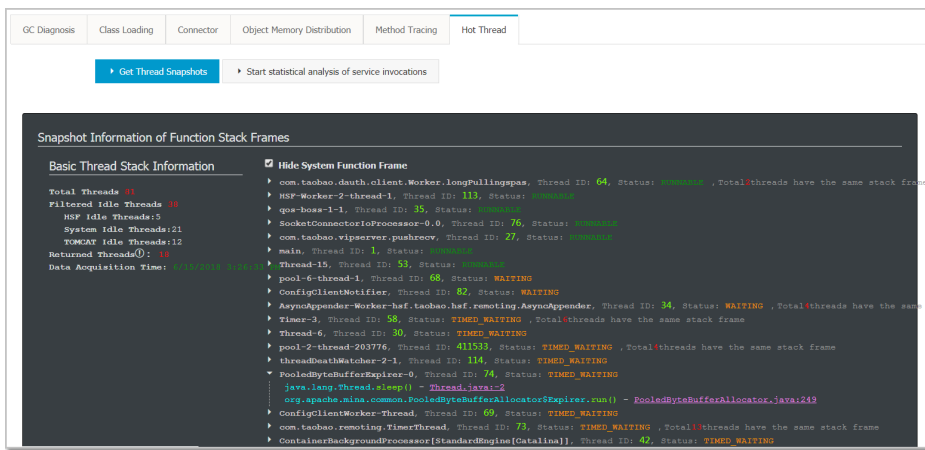 GC Diagnosis Class Loading Connector Object Memory Distribution Method Tracing Hot Thread
Get Thread Snapshots Start statistical analysis of service invocations
Snapshot Information of Function Stack Frames
Basic Thread Stack Information
Total Threads
Filtered Idle Threads
HSF Idle Threads:5
System Idle Threads:21
TOMCAT Idle Threads:12
Returned Threads! :
Data Acquisition Time: 6/15/2018
Hide System Function Frame
com.taobao.dauth.client.Worker.longPullingspas, Thread ID: 64, Status: RUNNABLE , Total threads have the same stack frame
HSF-Worker-2-thread-1, Thread ID: 113, Status: RUNNABLE
qos-boss-1-1, Thread ID: 35, Status: RUNNABLE
SocketConnectorIoProcessor-0.0, Thread ID: 76, Status: RUNNABLE
com.taobao.vipserver.pushrecv, Thread ID: 27, Status: RUNNABLE
main, Thread ID: 1, Status: RUNNABLE
Thread-15, Thread ID: 53, Status: RUNNABLE
pool-6-thread-1, Thread ID: 68, Status: WAITING
ConfigClientNotifier, Thread ID: 82, Status: WAITING
AsyncAppender-Worker-hsf.taobao.hsf.remoting.AsyncAppender, Thread ID: 34, Status: WAITING , Total threads have the same
Timer-3, Thread ID: 58, Status: TIMED_WAITING , Total threads have the same stack frame
Thread-6, Thread ID: 30, Status: TIMED_WAITING
pool-2-thread-203776, Thread ID: 411533, Status: TIMED_WAITING , Total threads have the same stack frame
threadDeathWatcher-2-1, Thread ID: 114, Status: TIMED_WAITING
PooledByteBufferExpirer-0, Thread ID: 74, Status: TIMED_WAITING
java.lang.Thread.sleep() - Thread.java:-2
org.apache.mina.common.PooledByteBufferAllocator$Expirer.run() - PooledByteBufferAllocator.java:249
ConfigClientWorker-Thread, Thread ID: 69, Status: TIMED_WAITING
com.taobao.remoting.TimerThread, Thread ID: 73, Status: TIMED_WAITING , Total threads have the same stack frame
ContainerBackgroundProcessor[StandardEngine[Catalina]], Thread ID: 42, Status: TIMED_WAITING